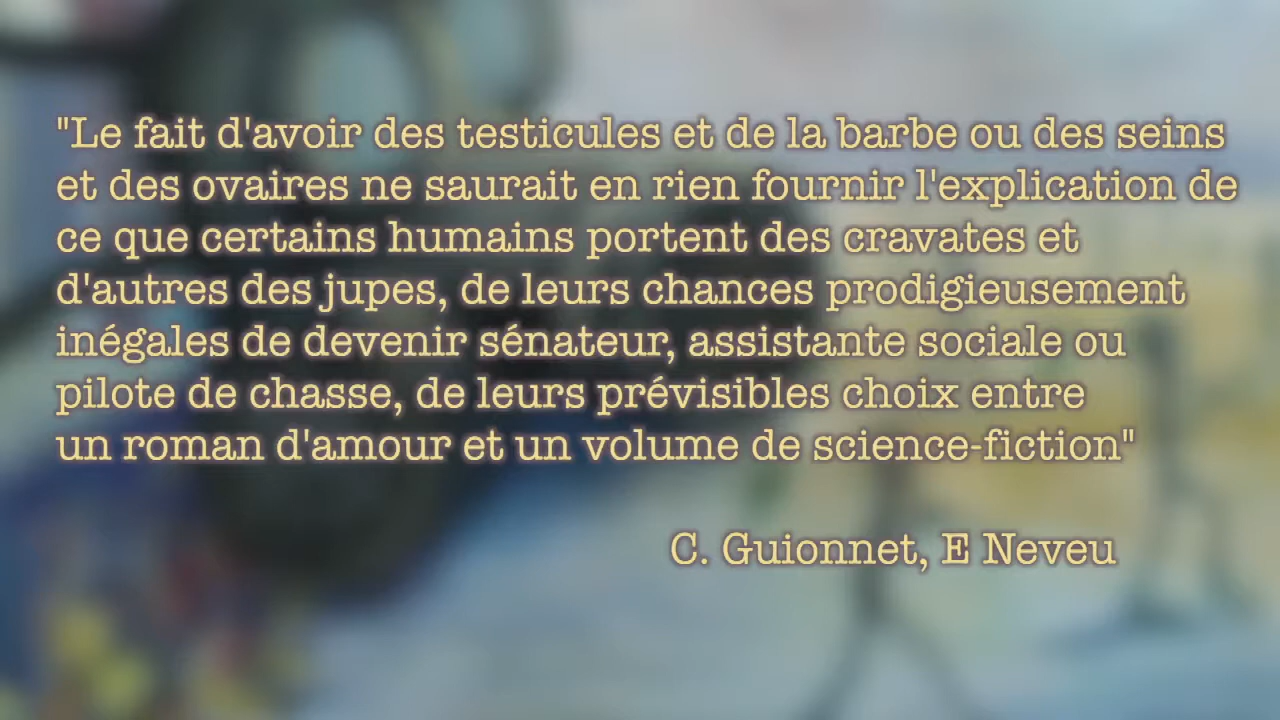 "Le fait d'avoir des testicules et de la barbe ou des seins
et des ovaires ne saurait en rien fournir l'explication de
ce que certains humains portent des cravates et
d'autres des jupes, de leurs chances prodigieusement
inégales de devenir sénateur, assistante sociale ou
pilote de chasse, de leurs prévisibles choix entre
un roman d'amour et un volume de science-fiction"
C. Guionnet, E Neveu